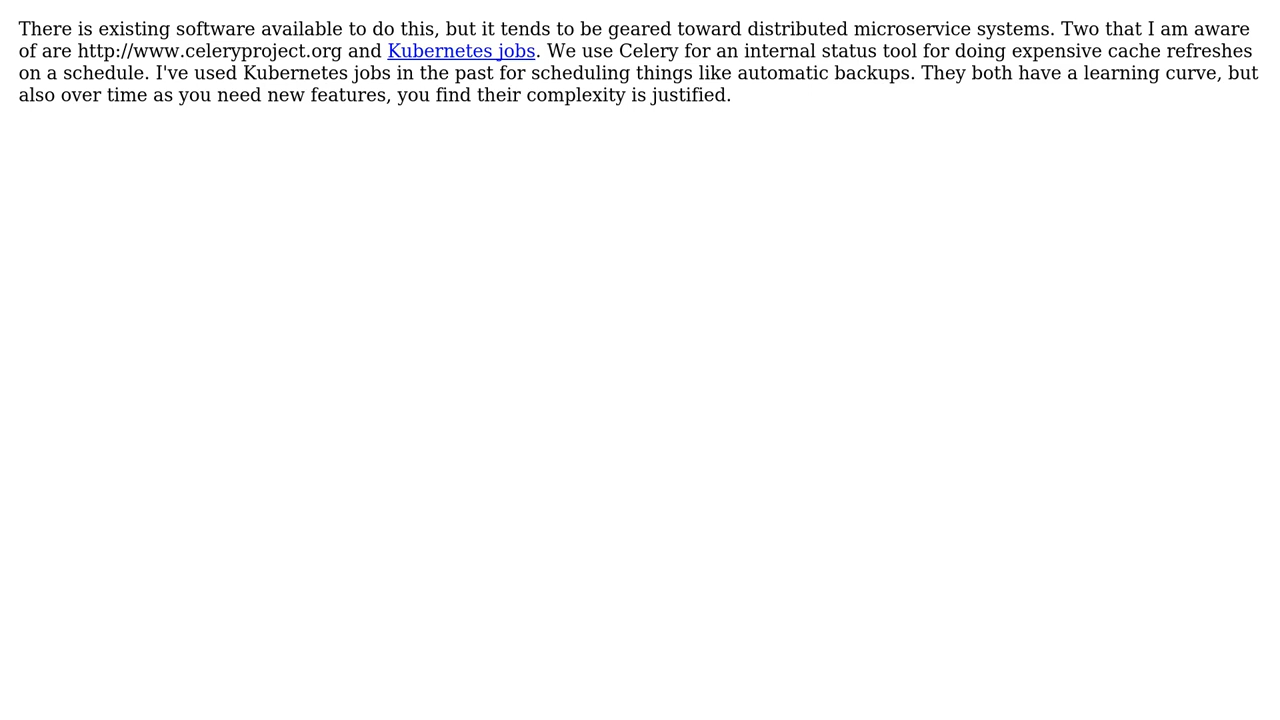 There is existing software available to do this, but it tends to be geared toward distributed microservice systems. Two that I am aware
of are http://www.celeryproject.org and Kubernetes jobs. We use Celery for an internal status tool for doing expensive cache refreshes
on a schedule. I've used Kubernetes jobs in the past for scheduling things like automatic backups. They both have a learning curve, but
also over time as you need new features, you find their complexity is justified.